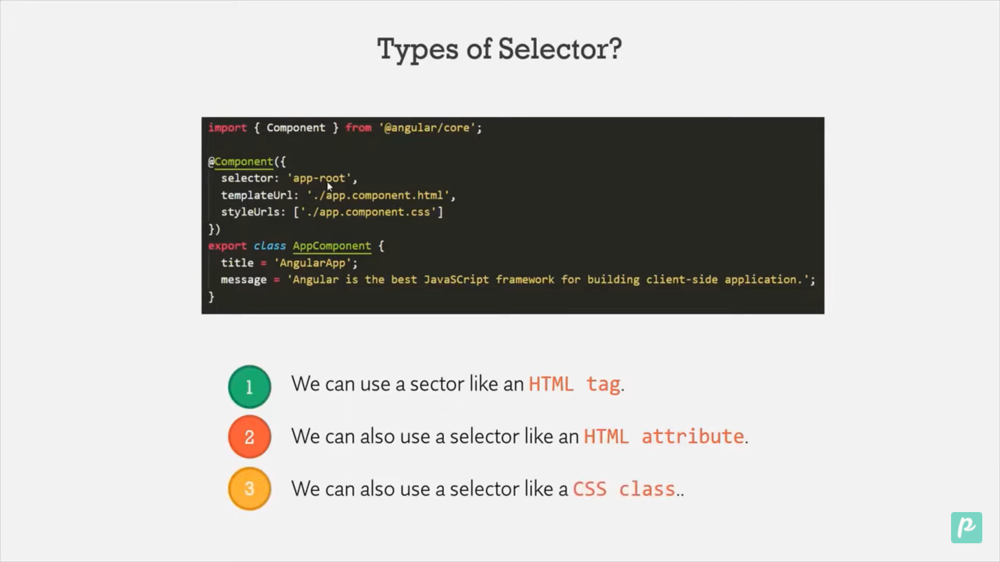 Types of Selector?
import { Component } from '@angular/core';
@Component({
selector: 'app-root',
templateUrl: './app.component.html',
styleUrls: ['./app.component.css']
})
export class AppComponent {
title = 'AngularApp';
message = 'Angular is the best JavaSCript framework for building client-side application.';
}
1 We can use a sector like an HTML tag.
2 We can also use a selector like an HTML attribute.
3 We can also use a selector like a CSS class..
p